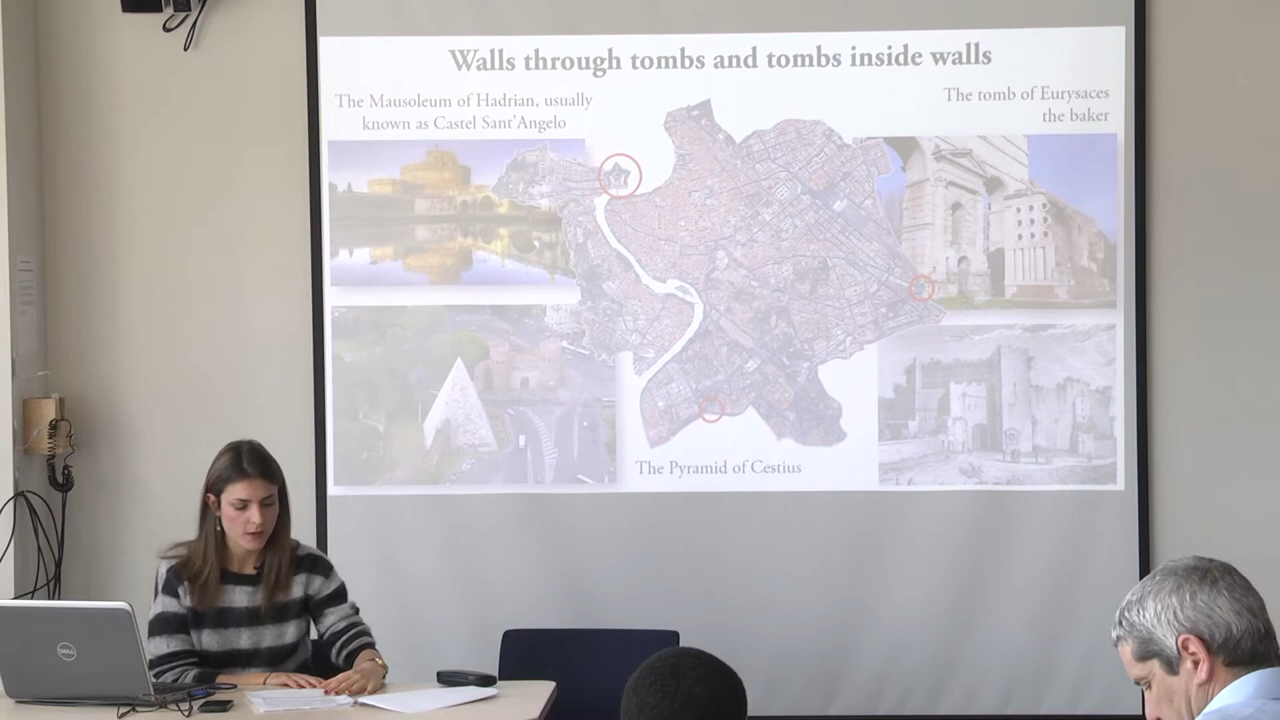 Walls through tombs and tombs inside walls
The Mausoleum of Hadrian, usually
known as Castel Sant'Angelo
The tomb of Eurysaces
the baker
The Pyramid of Cestius
DELL